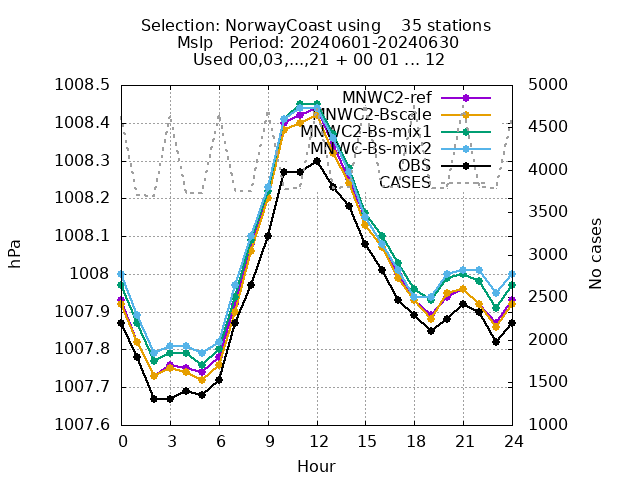 Selection: NorwayCoast using    35 stations
Mslp   Period: 20240601-20240630
Used 00,03,...,21 + 00 01 ... 12
1008.5
1008.4
1008.3
1008.2
1008.1
1008
1007.9
1007.8
1007.7
1007.6
hPa
MNWC2-ref
MNWC2-Bscale
MNWC2-Bs-mix1
MNWC-Bs-mix2
OBS
CASES
5000
4500
4000
3500
3000
2500
2000
1500
1000
No cases
0 3 6 9 12 15 18 21 24
Hour